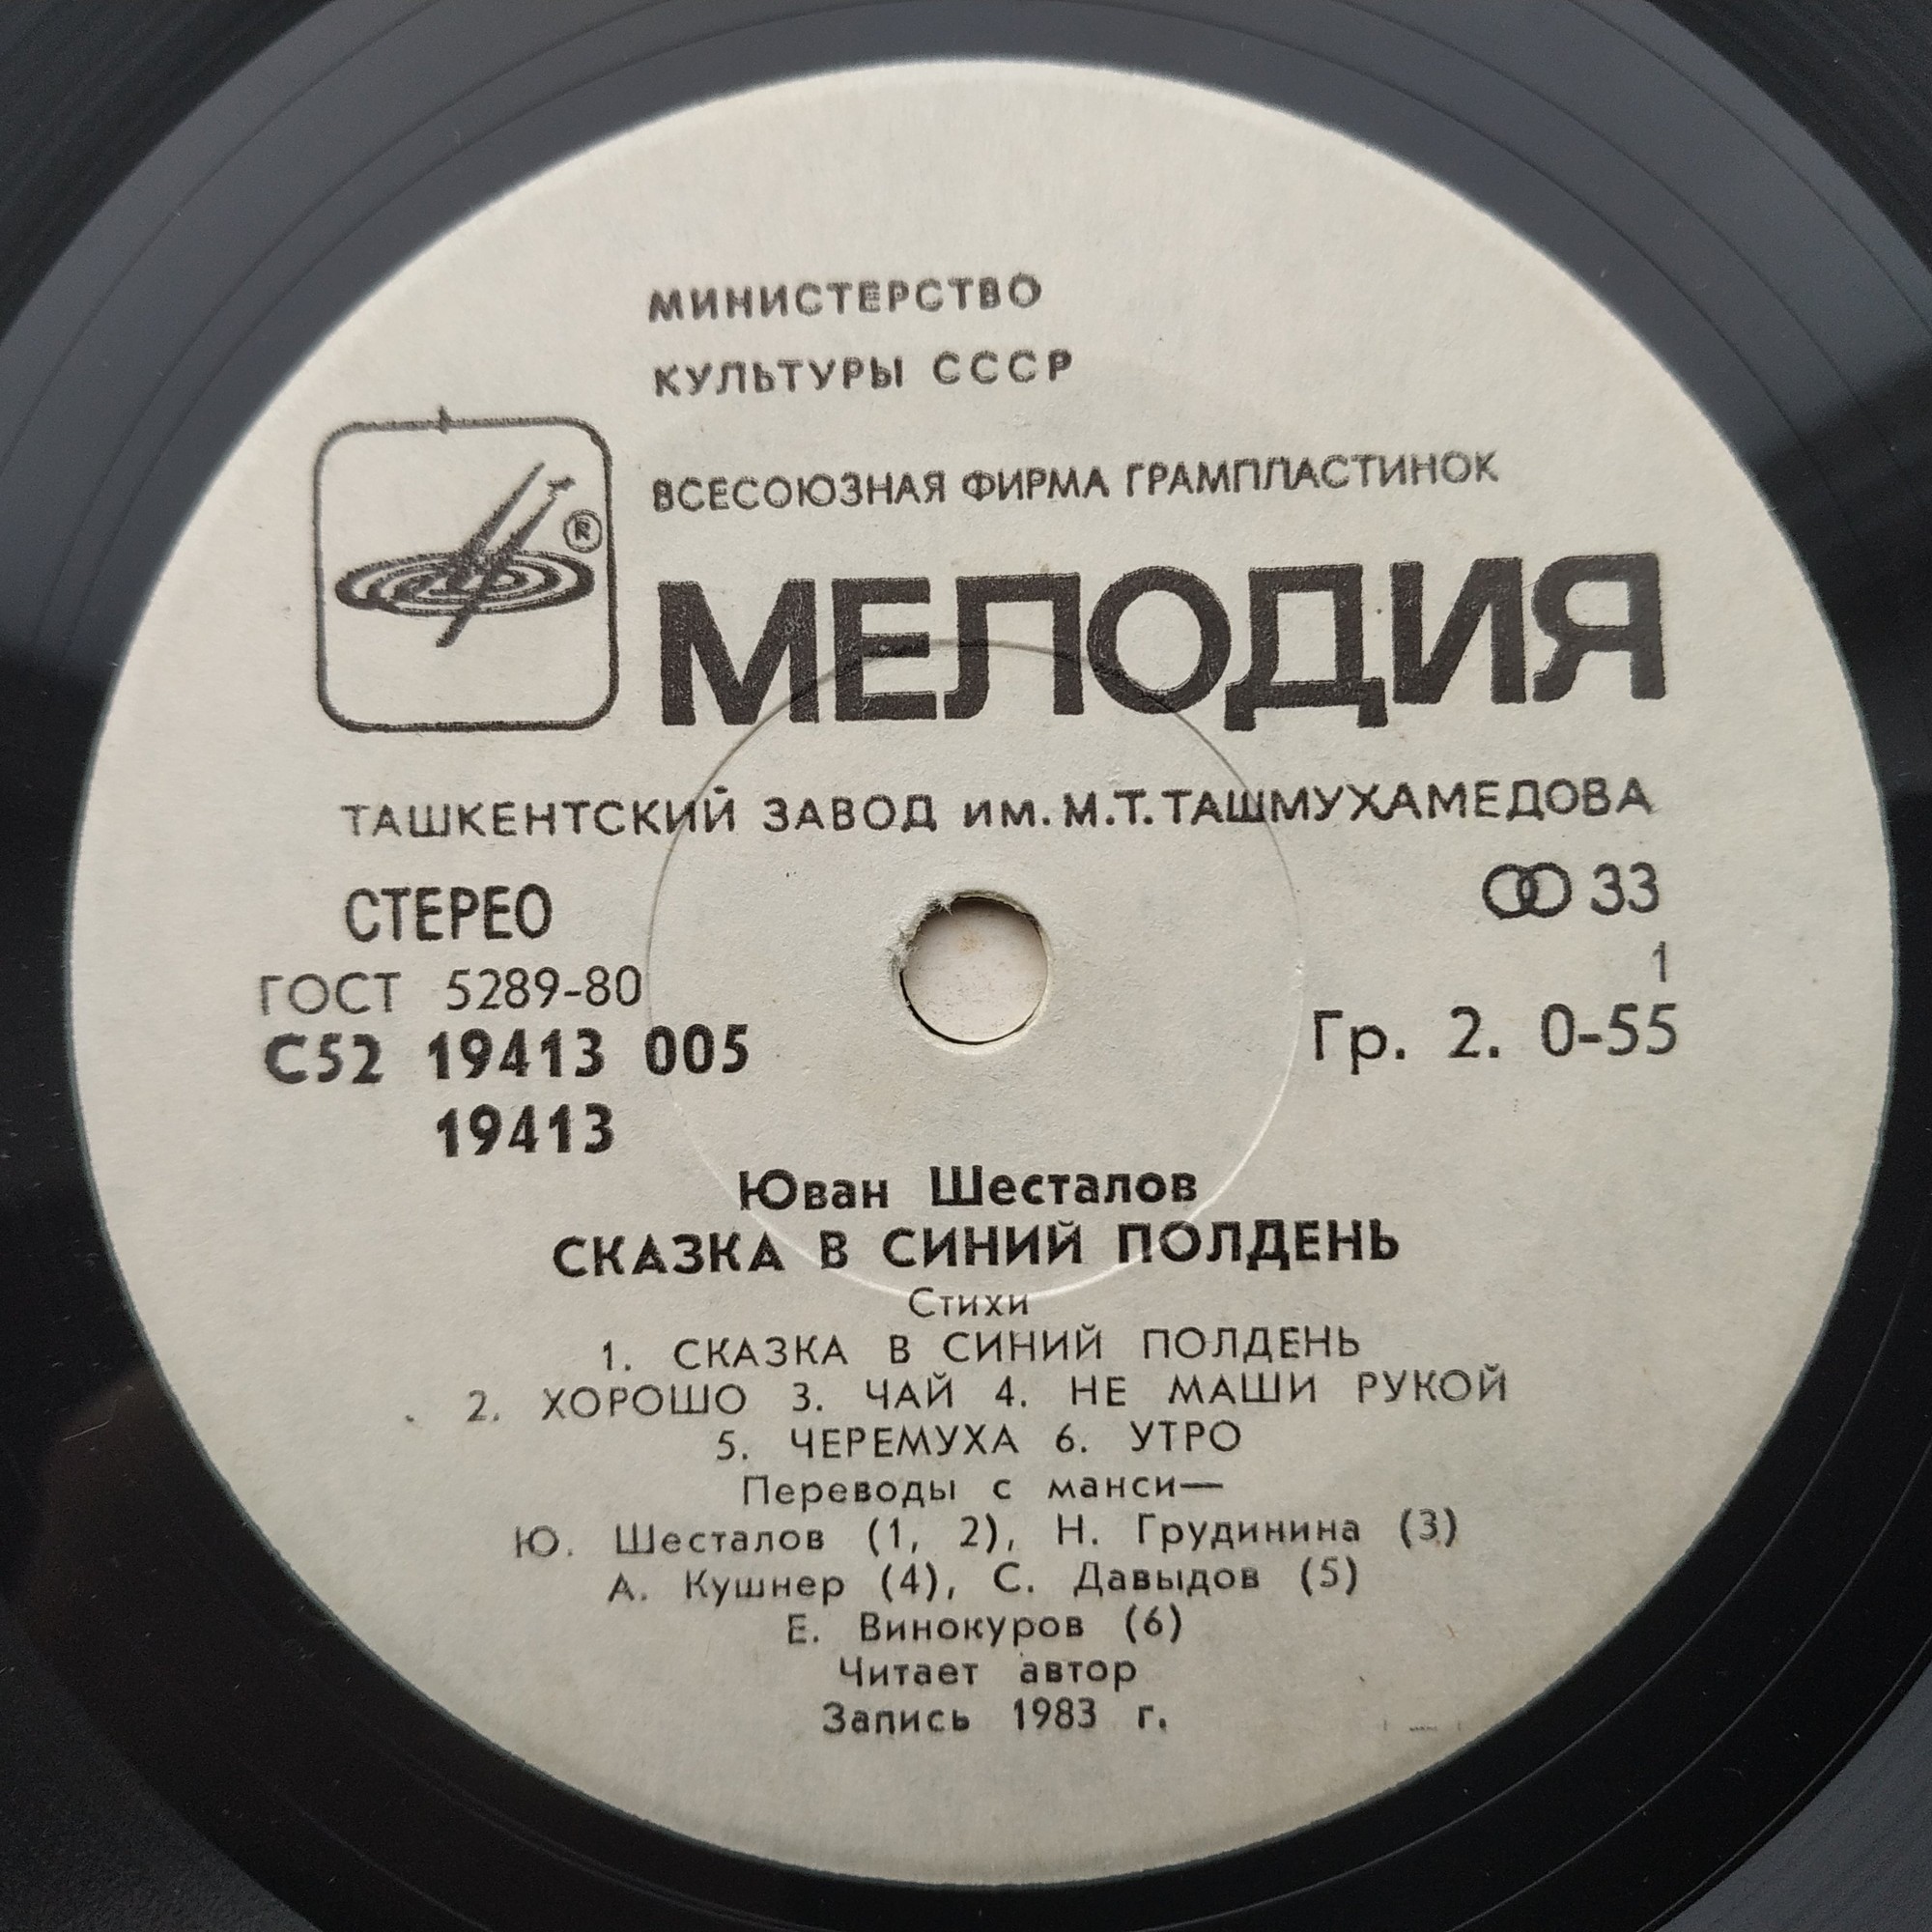 МИНИСТЕРСТВО
КУЛЬТУРЫ СССР
ВСЕСОЮЗНАЯ ФИРМА ГРАМПЛАСТИНОК
®
МЕЛОДИЯ
ТАШКЕНТСКИЙ ЗАВОД им. М.Т. ТАШМУХАМЕДОВА
СТЕРЕО
33
ГОСТ 5289-80
1
С52 19413 005
Гр. 2. 0-55
19413
Юван Шесталов
СКАЗКА В СИНИЙ ПОЛДЕНЬ
Стихи
1. СКАЗКА В СИНИЙ ПОЛДЕНЬ
2. ХОРОШО 3. ЧАЙ 4. НЕ МАШИ РУКОЙ
5. ЧЕРЕМУХА 6. УТРО
Переводы с манси—
Ю. Шесталов (1, 2), Н. Грудинина (3)
А. Кушнер (4), С. Давыдов (5)
Е. Винокуров (6)
Читает автор
Запись 1983 г.